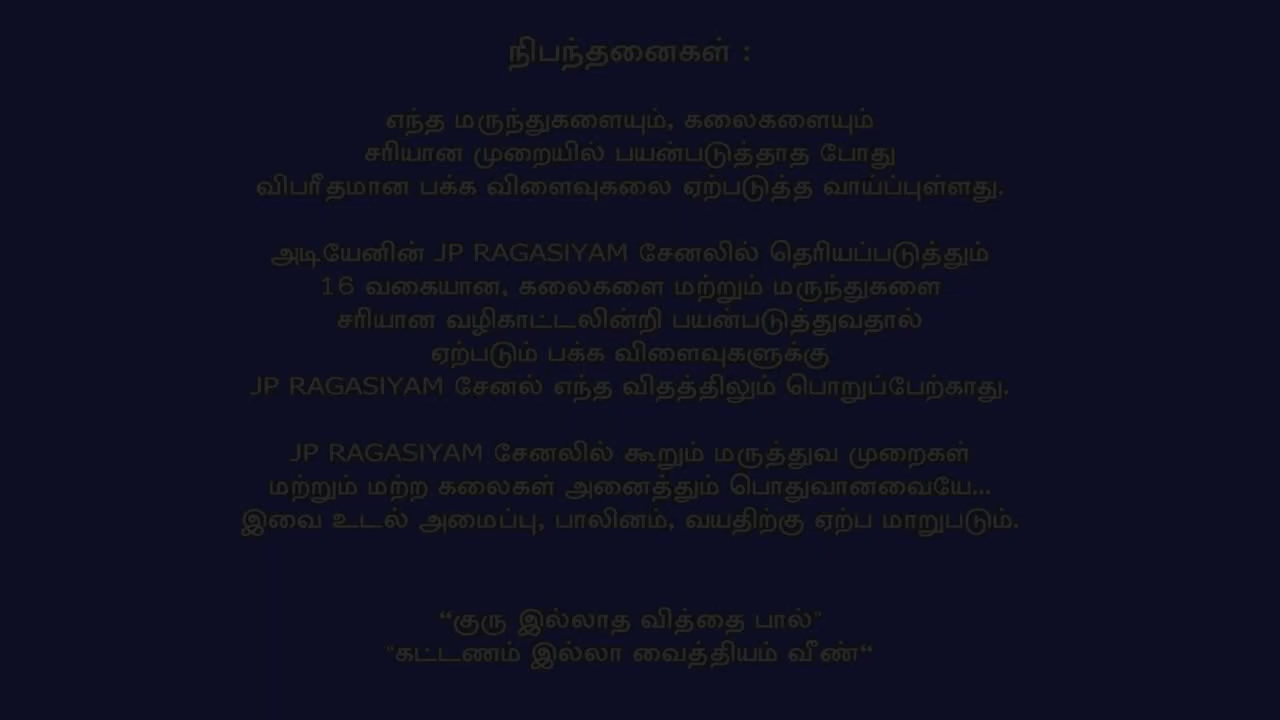 நிபந்தனைகள் :
எந்த மருந்துகளையும், கலைகளையும்
சரியான முறையில் பயன்படுத்தாத போது
விபரீதமான பக்க விளைவுகலை ஏற்படுத்த வாய்ப்புள்ளது.
அடியேனின் JP RAGASIYAM சேனலில் தெரியப்படுத்தும்
16 வகையான, கலைகளை மற்றும் மருந்துகளை
சரியான வழிகாட்டலின்றி பயன்படுத்துவதால்
ஏற்படும் பக்க விளைவுகளுக்கு
JP RAGASIYAM சேனல் எந்த விதத்திலும் பொறுப்பேற்காது.
JP RAGASIYAM சேனலில் கூறும் மருத்துவ முறைகள்
மற்றும் மற்ற கலைகள் அனைத்தும் பொதுவானவையே...
இவை உடல் அமைப்பு, பாலினம், வயதிற்கு ஏற்ப மாறுபடும்.
“குரு இல்லாத வித்தை பால்"
"கட்டணம் இல்லா வைத்தியம் வீண்“